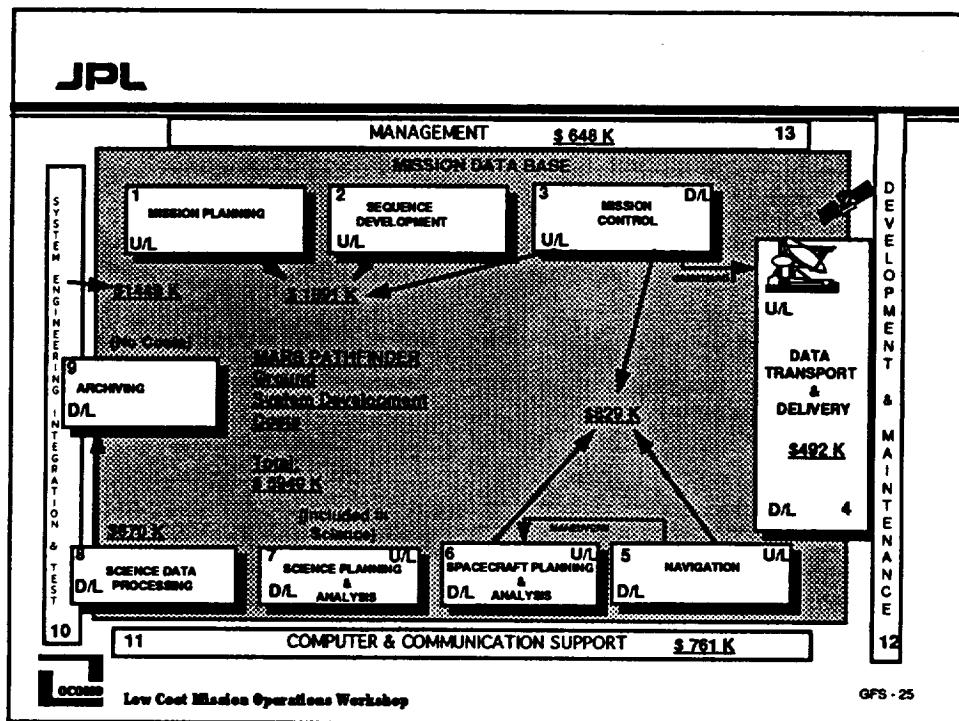 JPL
MANAGEMENT $ 648 K 13
MISSION DATA BASE
1
MISSION PLANNING
U/L
2
SEQUENCE
DEVELOPMENT
U/L
3 D/L
MISSION
CONTROL
U/L
SYSTEM ENGINEERING INTEGRATION & TEST
10
DEVELOPMENT & MAINTENANCE
12
U/L
DATA
TRANSPORT
&
DELIVERY
$492 K
D/L 4
(No Costs)
9
ARCHIVING
D/L
MARS PATHFINDER
Ground
System Development
Costs
Total:
(Included in
Science)
8
SCIENCE DATA
D/L PROCESSING
7 U/L
SCIENCE PLANNING
&
D/L ANALYSIS
MANEUVERS
6 U/L
SPACECRAFT PLANNING
&
D/L ANALYSIS
5 U/L
NAVIGATION
D/L
11 COMPUTER & COMMUNICATION SUPPORT $ 761 K
LOCOMO
Low Cost Mission Operations Workshop
GFS - 25